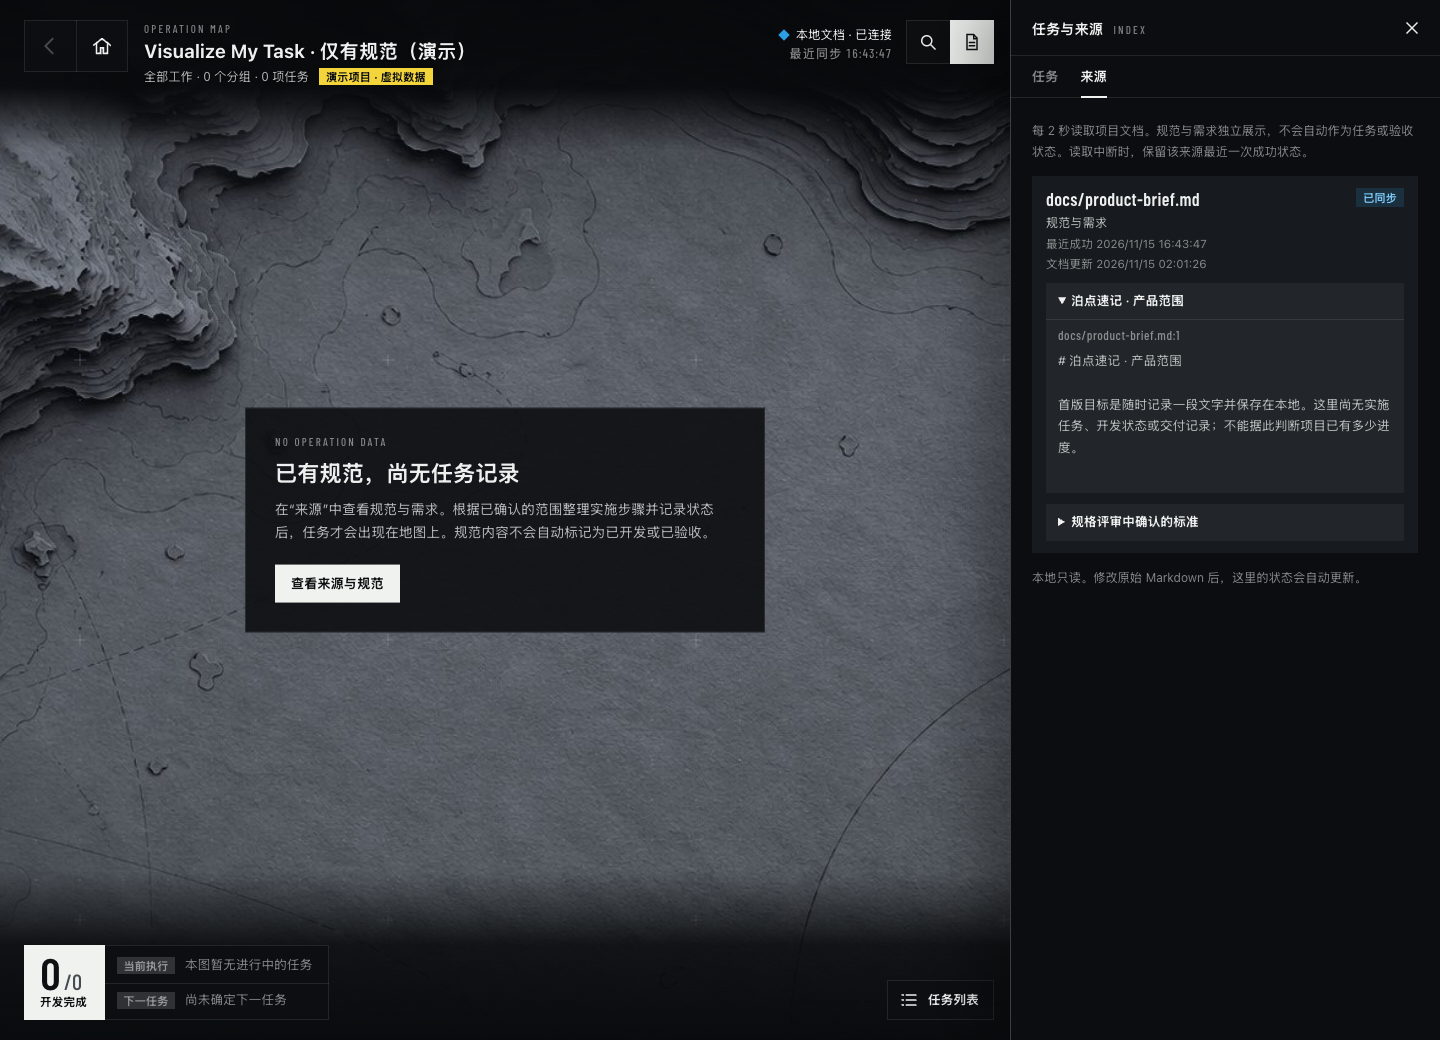 OPERATION MAP
Visualize My Task · 仅有规范（演示）
全部工作 · 0 个分组 · 0 项任务
演示项目 · 虚拟数据
本地文档 · 已连接
最近同步 16:43:47
NO OPERATION DATA
已有规范，尚无任务记录
在“来源”中查看规范与需求。根据已确认的范围整理实施步骤并记录状态
后，任务才会出现在地图上。规范内容不会自动标记为已开发或已验收。
查看来源与规范
0/0
开发完成
当前执行 本图暂无进行中的任务
下一任务 尚未确定下一任务
任务列表
任务与来源 INDEX
任务 来源
每 2 秒读取项目文档。规范与需求独立展示，不会自动作为任务或验收
状态。读取中断时，保留该来源最近一次成功状态。
docs/product-brief.md
已同步
规范与需求
最近成功 2026/11/15 16:43:47
文档更新 2026/11/15 02:01:26
▼ 泊点速记 · 产品范围
docs/product-brief.md:1
# 泊点速记 · 产品范围
首版目标是随时记录一段文字并保存在本地。这里尚无实施
任务、开发状态或交付记录；不能据此判断项目已有多少进
度。
▶ 规格评审中确认的标准
本地只读。修改原始 Markdown 后，这里的状态会自动更新。